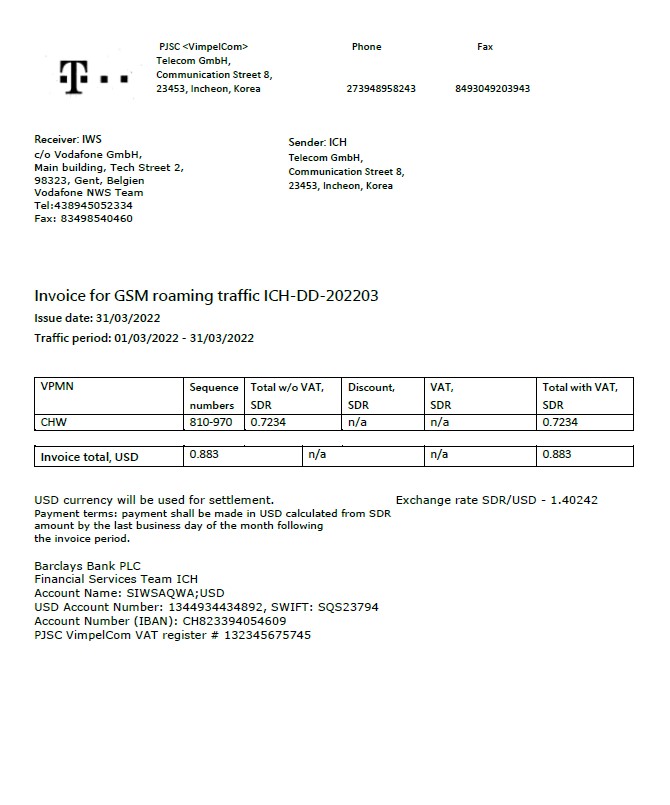 PJSC <VimpelCom> Phone Fax
Telecom GmbH,
Communication Street 8,
23453, Incheon, Korea 273948958243 8493049203943
T
Receiver: IWS
c/o Vodafone GmbH,
Main building, Tech Street 2,
98323, Gent, Belgien
Vodafone NWS Team
Tel:438945052334
Fax: 83498540460
Sender: ICH
Telecom GmbH,
Communication Street 8,
23453, Incheon, Korea
Invoice for GSM roaming traffic ICH-DD-202203
Issue date: 31/03/2022
Traffic period: 01/03/2022 - 31/03/2022
VPMN Sequence Total w/o VAT, Discount, VAT, Total with VAT,
numbers SDR SDR SDR SDR
CHW 810-970 0.7234 n/a n/a 0.7234
Invoice total, USD 0.883 n/a n/a 0.883
USD currency will be used for settlement. Exchange rate SDR/USD - 1.40242
Payment terms: payment shall be made in USD calculated from SDR
amount by the last business day of the month following
the invoice period.
Barclays Bank PLC
Financial Services Team ICH
Account Name: SIWSAQWA;USD
USD Account Number: 1344934434892, SWIFT: SQS23794
Account Number (IBAN): CH823394054609
PJSC VimpelCom VAT register # 132345675745